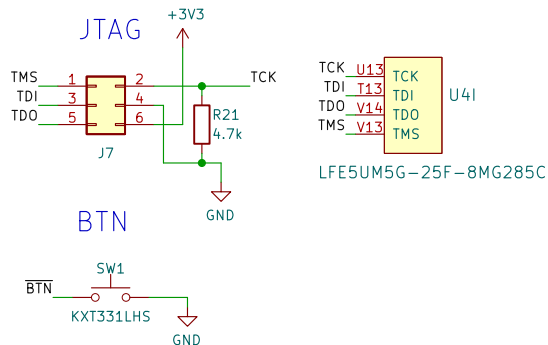 JTAG
+3V3
TMS 1 2 TCK
TDI 3 4
TDO 5 6
R21
4.7k
J7
GND
TCK U13 TCK
TDI T13 TDI
TDO V14 TDO
TMS V13 TMS
U4I
LFE5UM5G-25F-8MG285C
BTN
SW1
BTN
KXT331LHS
GND